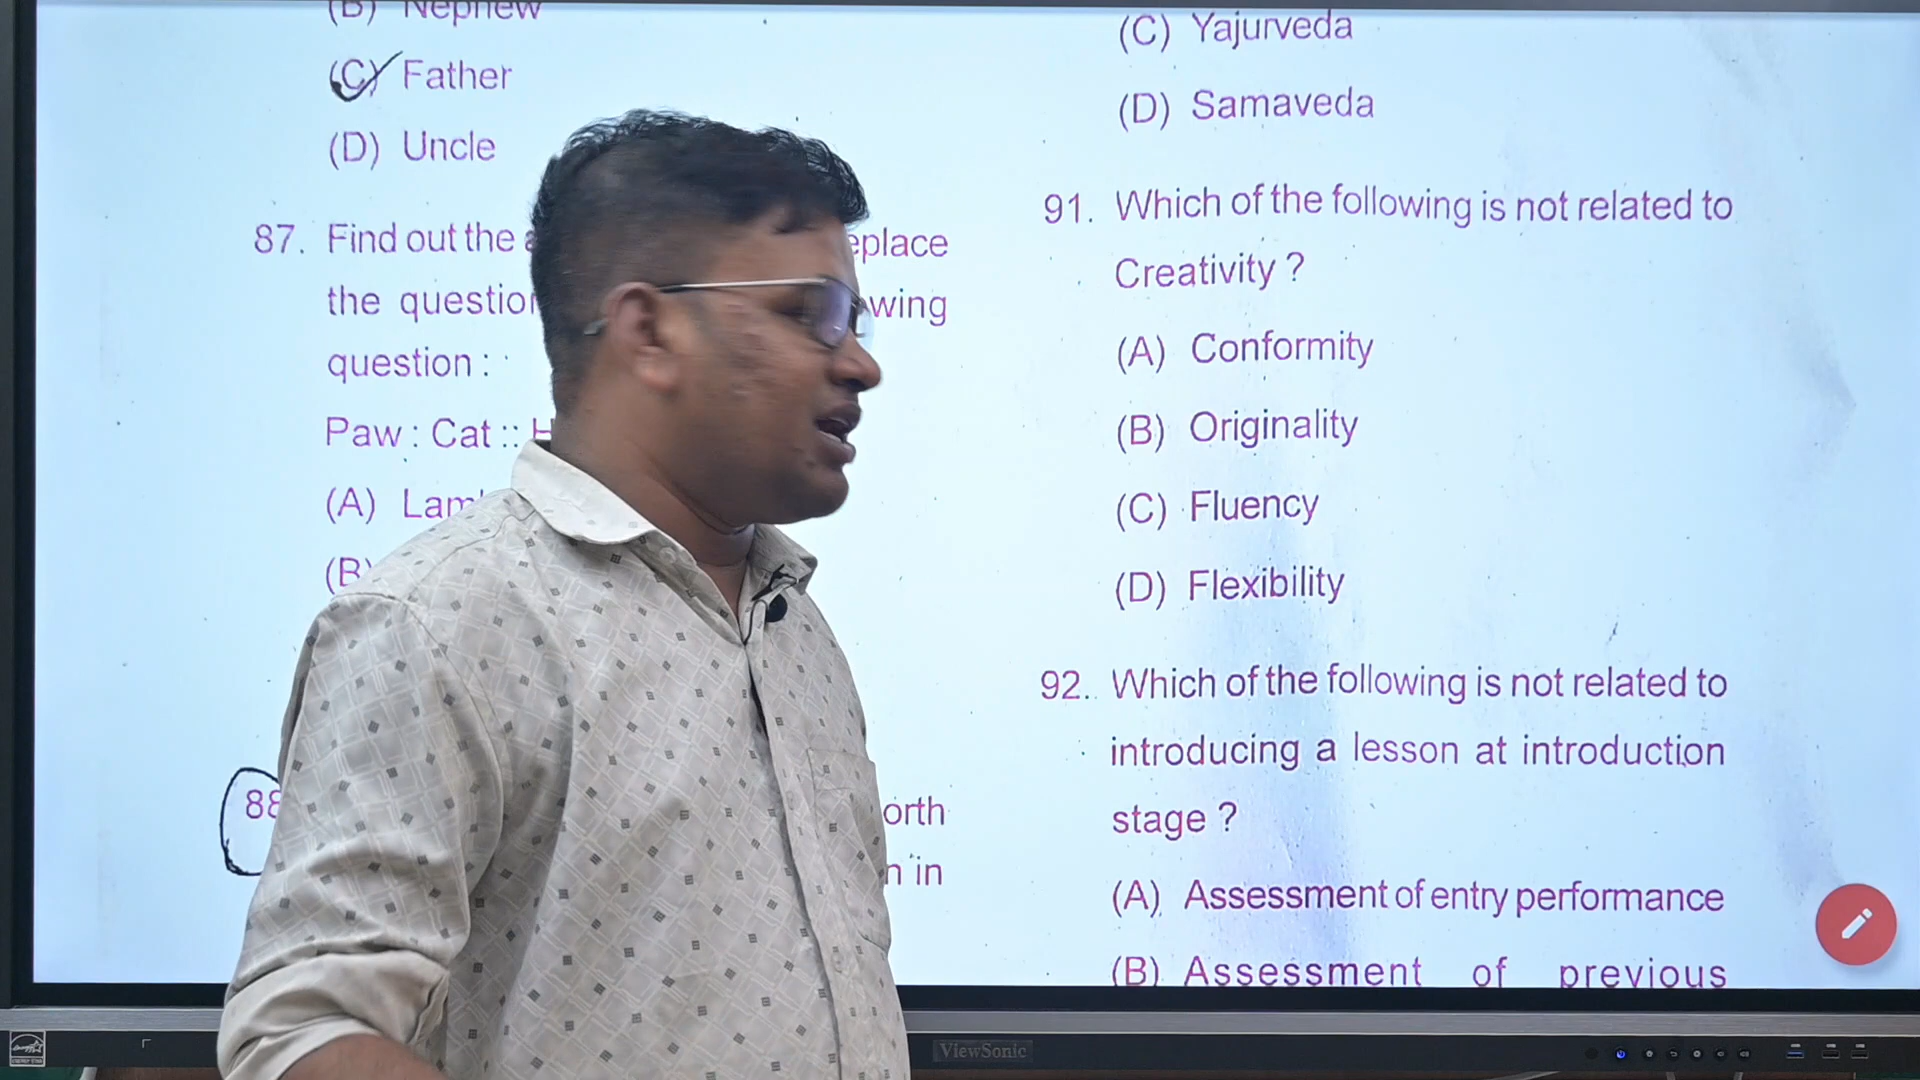 (B) Nephew
(C) Father
(D) Uncle
87. Find out the eplace
the question wing
question :
Paw : Cat :: H
(A) Lam
(B)
88 orth
n in
(C) Yajurveda
(D) Samaveda
91. Which of the following is not related to
Creativity ?
(A) Conformity
(B) Originality
(C) Fluency
(D) Flexibility
92. Which of the following is not related to
introducing a lesson at introduction
stage ?
(A) Assessment of entry performance
(B) Assessment of previous
ViewSonic